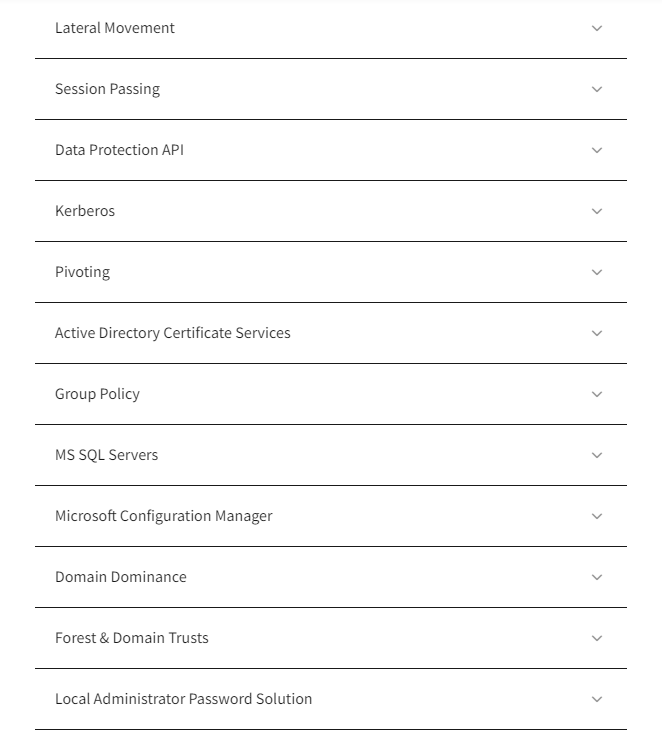 Lateral Movement
Session Passing
Data Protection API
Kerberos
Pivoting
Active Directory Certificate Services
Group Policy
MS SQL Servers
Microsoft Configuration Manager
Domain Dominance
Forest & Domain Trusts
Local Administrator Password Solution